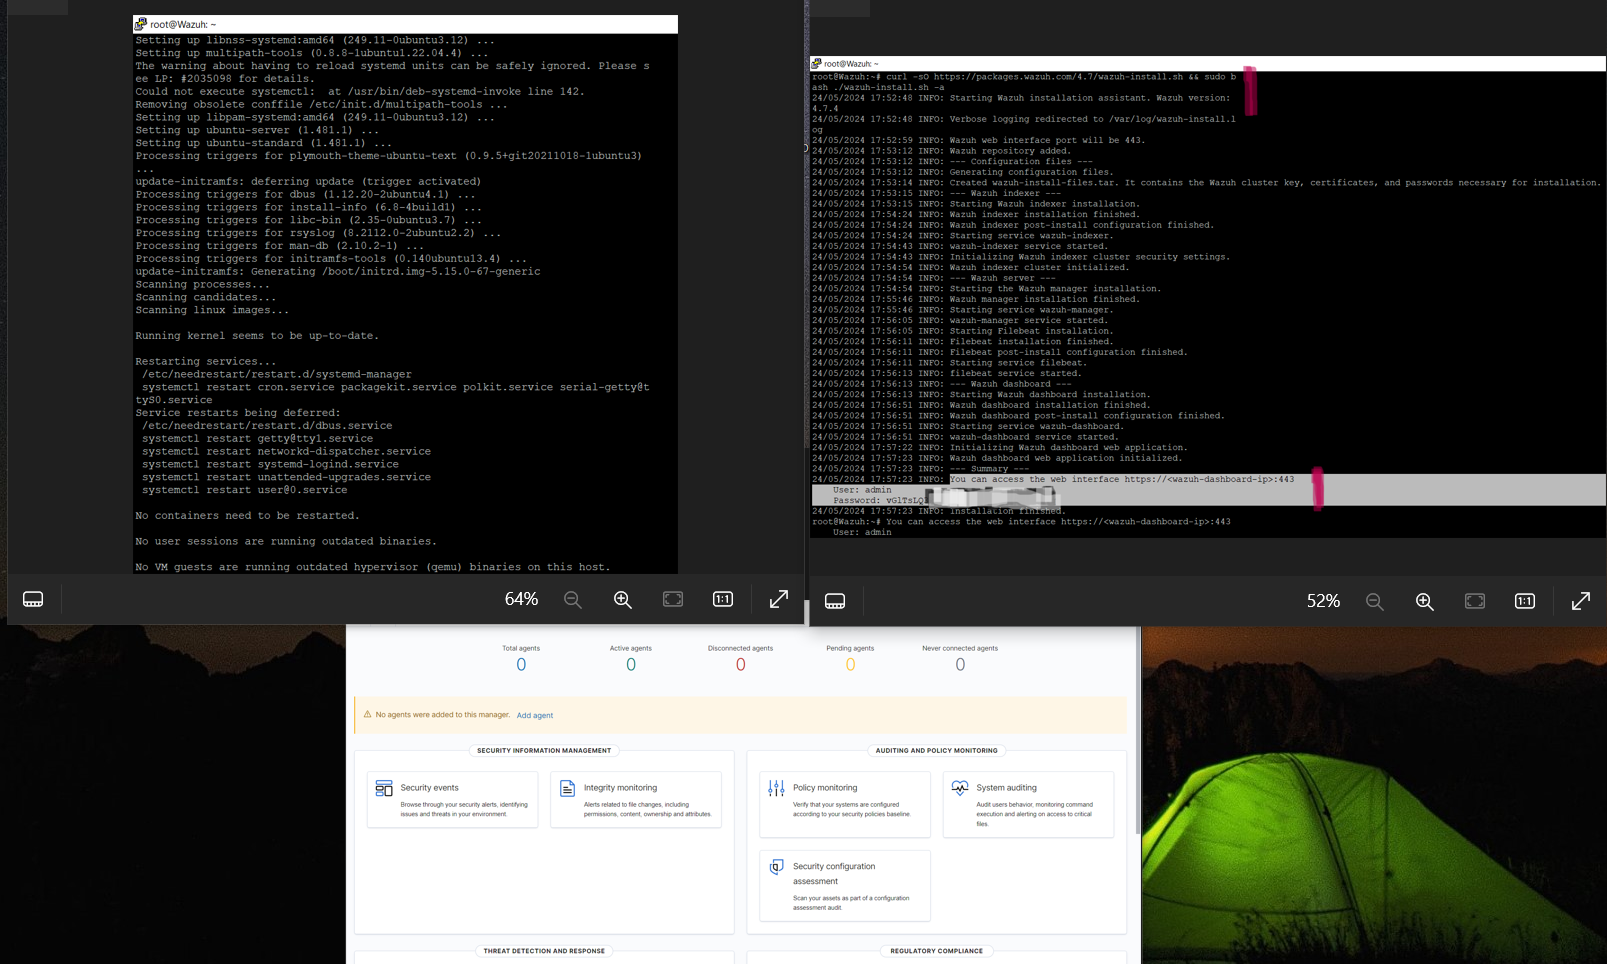 root@Wazuh: ~
Setting up libnss-systemd:amd64 (249.11-0ubuntu3.12) ...
Setting up multipath-tools (0.8.8-1ubuntu1.22.04.4) ...
The warning about having to reload systemd units can be safely ignored. Please s
ee LP: #2035098 for details.
Could not execute systemctl:  at /usr/bin/deb-systemd-invoke line 142.
Removing obsolete conffile /etc/init.d/multipath-tools ...
Setting up libpam-systemd:amd64 (249.11-0ubuntu3.12) ...
Setting up ubuntu-server (1.481.1) ...
Setting up ubuntu-standard (1.481.1) ...
Processing triggers for plymouth-theme-ubuntu-text (0.9.5+git20211018-1ubuntu3)
...
update-initramfs: deferring update (trigger activated)
Processing triggers for dbus (1.12.20-2ubuntu4.1) ...
Processing triggers for install-info (6.8-4build1) ...
Processing triggers for libc-bin (2.35-0ubuntu3.7) ...
Processing triggers for rsyslog (8.2112.0-2ubuntu2.2) ...
Processing triggers for man-db (2.10.2-1) ...
Processing triggers for initramfs-tools (0.140ubuntu13.4) ...
update-initramfs: Generating /boot/initrd.img-5.15.0-67-generic
Scanning processes...
Scanning candidates...
Scanning linux images...
Running kernel seems to be up-to-date.
Restarting services...
/etc/needrestart/restart.d/systemd-manager
systemctl restart cron.service packagekit.service polkit.service serial-getty@t
tyS0.service
Service restarts being deferred:
/etc/needrestart/restart.d/dbus.service
systemctl restart getty@tty1.service
systemctl restart networkd-dispatcher.service
systemctl restart systemd-logind.service
systemctl restart unattended-upgrades.service
systemctl restart user@0.service
No containers need to be restarted.
No user sessions are running outdated binaries.
No VM guests are running outdated hypervisor (qemu) binaries on this host.
64%
1:1
root@Wazuh: ~
root@Wazuh:~# curl -sO https://packages.wazuh.com/4.7/wazuh-install.sh && sudo b
ash ./wazuh-install.sh -a
24/05/2024 17:52:48 INFO: Starting Wazuh installation assistant. Wazuh version:
4.7.4
24/05/2024 17:52:48 INFO: Verbose logging redirected to /var/log/wazuh-install.l
og
24/05/2024 17:52:59 INFO: Wazuh web interface port will be 443.
24/05/2024 17:53:12 INFO: Wazuh repository added.
24/05/2024 17:53:12 INFO: --- Configuration files ---
24/05/2024 17:53:12 INFO: Generating configuration files.
24/05/2024 17:53:14 INFO: Created wazuh-install-files.tar. It contains the Wazuh cluster key, certificates, and passwords necessary for installation.
24/05/2024 17:53:15 INFO: --- Wazuh indexer ---
24/05/2024 17:53:15 INFO: Starting Wazuh indexer installation.
24/05/2024 17:54:24 INFO: Wazuh indexer installation finished.
24/05/2024 17:54:24 INFO: Wazuh indexer post-install configuration finished.
24/05/2024 17:54:24 INFO: Starting service wazuh-indexer.
24/05/2024 17:54:43 INFO: wazuh-indexer service started.
24/05/2024 17:54:43 INFO: Initializing Wazuh indexer cluster security settings.
24/05/2024 17:54:54 INFO: Wazuh indexer cluster initialized.
24/05/2024 17:54:54 INFO: --- Wazuh server ---
24/05/2024 17:54:54 INFO: Starting the Wazuh manager installation.
24/05/2024 17:55:46 INFO: Wazuh manager installation finished.
24/05/2024 17:55:46 INFO: Starting service wazuh-manager.
24/05/2024 17:56:05 INFO: wazuh-manager service started.
24/05/2024 17:56:05 INFO: Starting Filebeat installation.
24/05/2024 17:56:11 INFO: Filebeat installation finished.
24/05/2024 17:56:11 INFO: Filebeat post-install configuration finished.
24/05/2024 17:56:11 INFO: Starting service filebeat.
24/05/2024 17:56:13 INFO: filebeat service started.
24/05/2024 17:56:13 INFO: --- Wazuh dashboard ---
24/05/2024 17:56:13 INFO: Starting Wazuh dashboard installation.
24/05/2024 17:56:51 INFO: Wazuh dashboard installation finished.
24/05/2024 17:56:51 INFO: Wazuh dashboard post-install configuration finished.
24/05/2024 17:56:51 INFO: Starting service wazuh-dashboard.
24/05/2024 17:56:51 INFO: wazuh-dashboard service started.
24/05/2024 17:57:22 INFO: Initializing Wazuh dashboard web application.
24/05/2024 17:57:23 INFO: Wazuh dashboard web application initialized.
24/05/2024 17:57:23 INFO: --- Summary ---
24/05/2024 17:57:23 INFO: You can access the web interface https://<wazuh-dashboard-ip>:443
User: admin
Password:
24/05/2024 17:57:23 INFO: Installation finished.
root@Wazuh:~# You can access the web interface https://<wazuh-dashboard-ip>:443
User: admin
52%
1:1
Total agents
0
Active agents
0
Disconnected agents
0
Pending agents
0
Never connected agents
0
No agents were added to this manager. Add agent
SECURITY INFORMATION MANAGEMENT
Security events
Browse through your security alerts, identifying
issues and threats in your environment.
Integrity monitoring
Alerts related to file changes, including
permissions, content, ownership and attributes.
AUDITING AND POLICY MONITORING
Policy monitoring
Verify that your systems are configured
according to your security policies baseline.
System auditing
Audit users behavior, monitoring command
execution and alerting on access to critical
files.
Security configuration
assessment
Scan your assets as part of a configuration
assessment audit.
THREAT DETECTION AND RESPONSE
REGULATORY COMPLIANCE